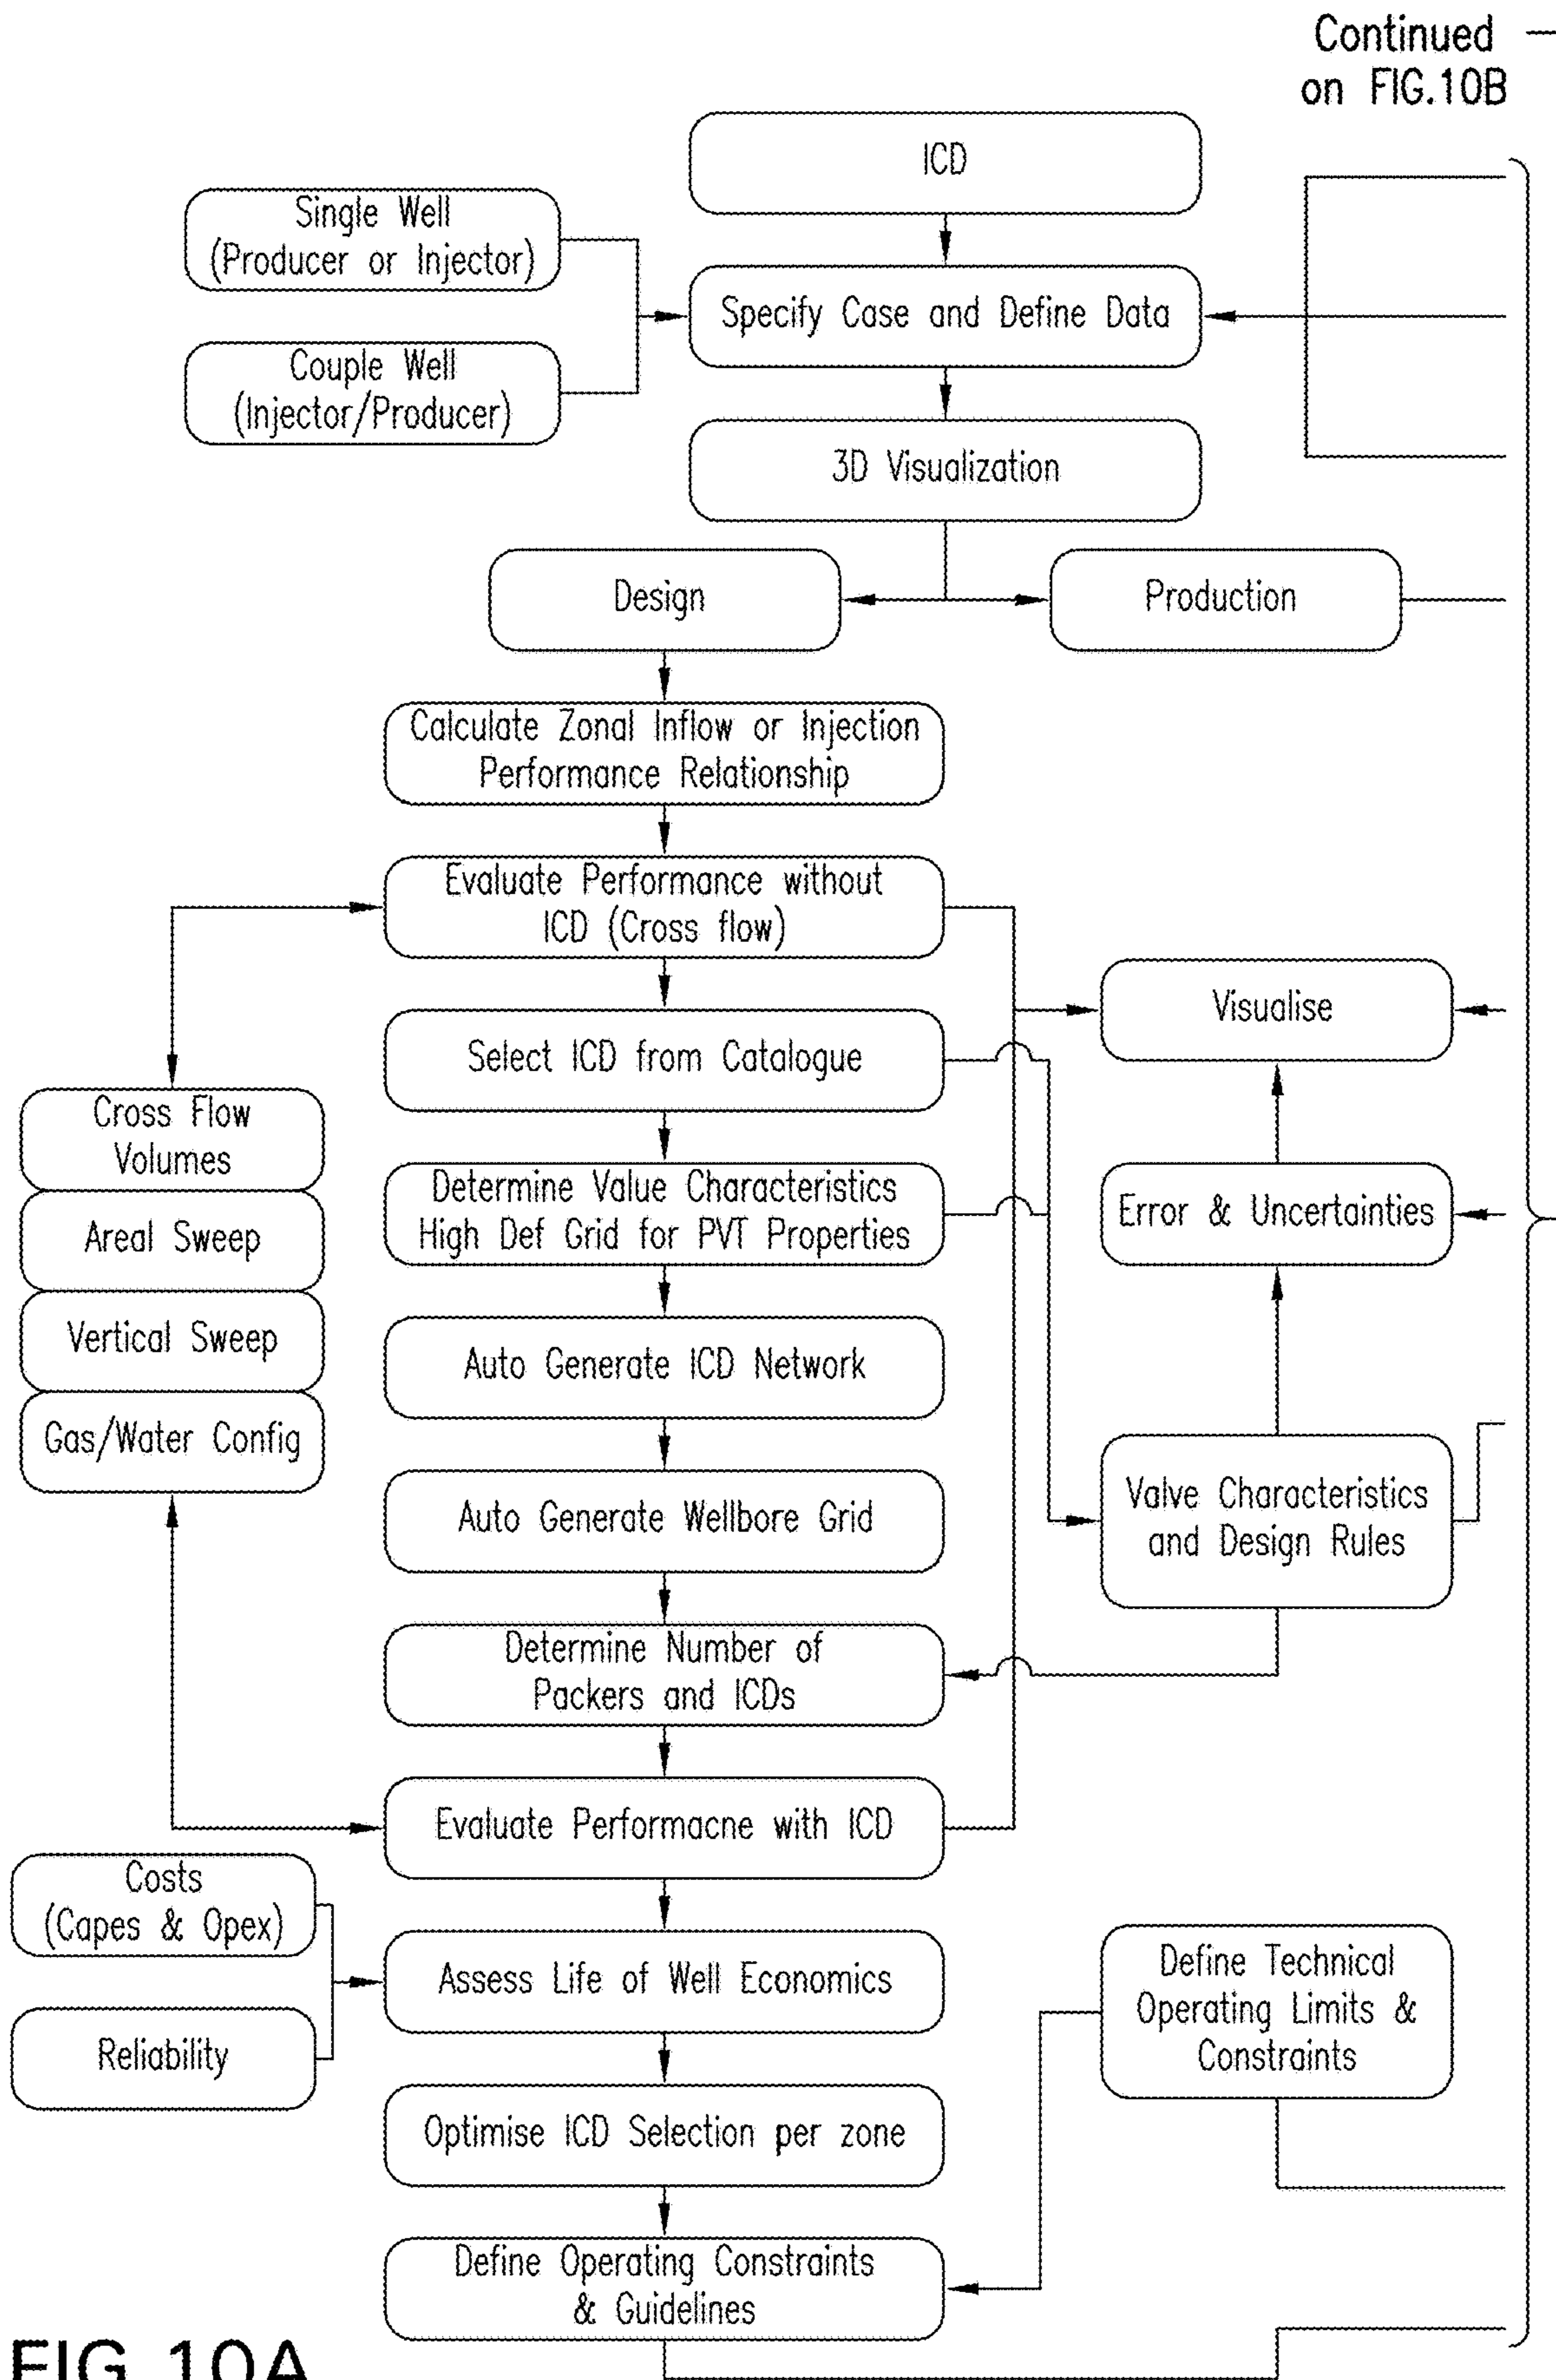 Continued
on FIG.10B
ICD
Single Well
(Producer or Injector)
Specify Case and Define Data
Couple Well
(Injector/Producer)
3D Visualization
Design
Production
Calculate Zonal Inflow or Injection
Performance Relationship
Evaluate Performance without
ICD (Cross flow)
Visualise
Select ICD from Catalogue
Cross Flow
Volumes
Determine Value Characteristics
High Def Grid for PVT Properties
Error & Uncertainties
Areal Sweep
Vertical Sweep
Auto Generate ICD Network
Gas/Water Config
Auto Generate Wellbore Grid
Valve Characteristics
and Design Rules
Determine Number of
Packers and ICDs
Evaluate Performacne with ICD
Costs
(Capes & Opex)
Assess Life of Well Economics
Define Technical
Operating Limits &
Constraints
Reliability
Optimise ICD Selection per zone
Define Operating Constraints
& Guidelines
FIG.10A